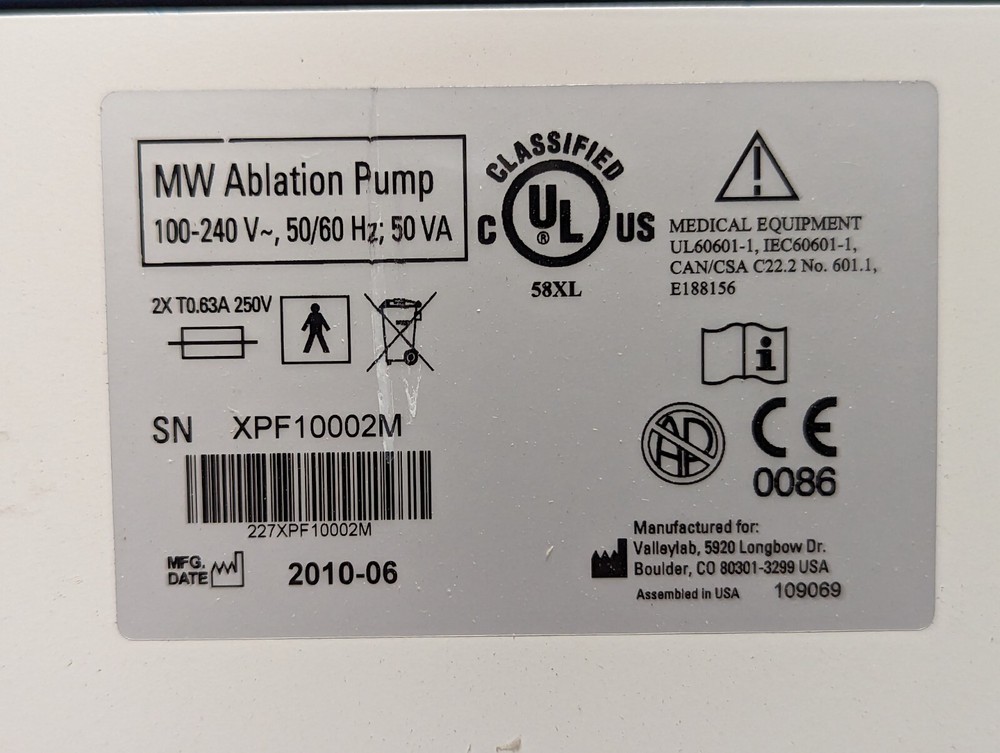 MW Ablation Pump
100-240 V~, 50/60 Hz; 50 VA
CLASSIFIED
C UL® US
58XL
MEDICAL EQUIPMENT
UL60601-1, IEC60601-1,
CAN/CSA C22.2 No. 601.1,
E188156
2X T0.63A 250V
i
SN XPF10002M
227XPF10002M
MFG.
DATE 2010-06
AP
CE
0086
Manufactured for:
Valleylab, 5920 Longbow Dr.
Boulder, CO 80301-3299 USA
Assembled in USA 109069